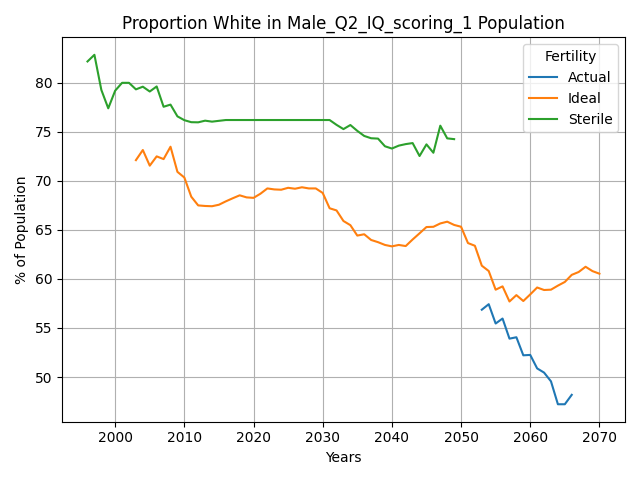 Proportion White in Male_Q2_IQ_scoring_1 Population
Fertility
Actual
Ideal
Sterile
% of Population
80
75
70
65
60
55
50
2000
2010
2020
2030
2040
2050
2060
2070
Years